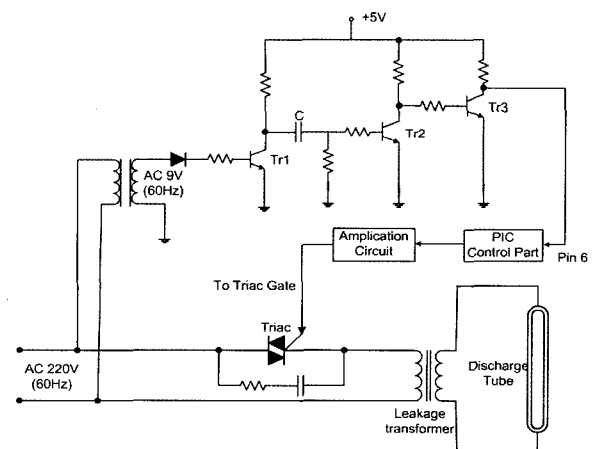 +5V
C
Tr1
Tr2
Tr3
AC 9V
(60Hz)
Amplication
Circuit
PIC
Control Part
Pin 6
To Triac Gate
Triac
AC 220V
(60Hz)
Discharge
Tube
Leakage
transformer